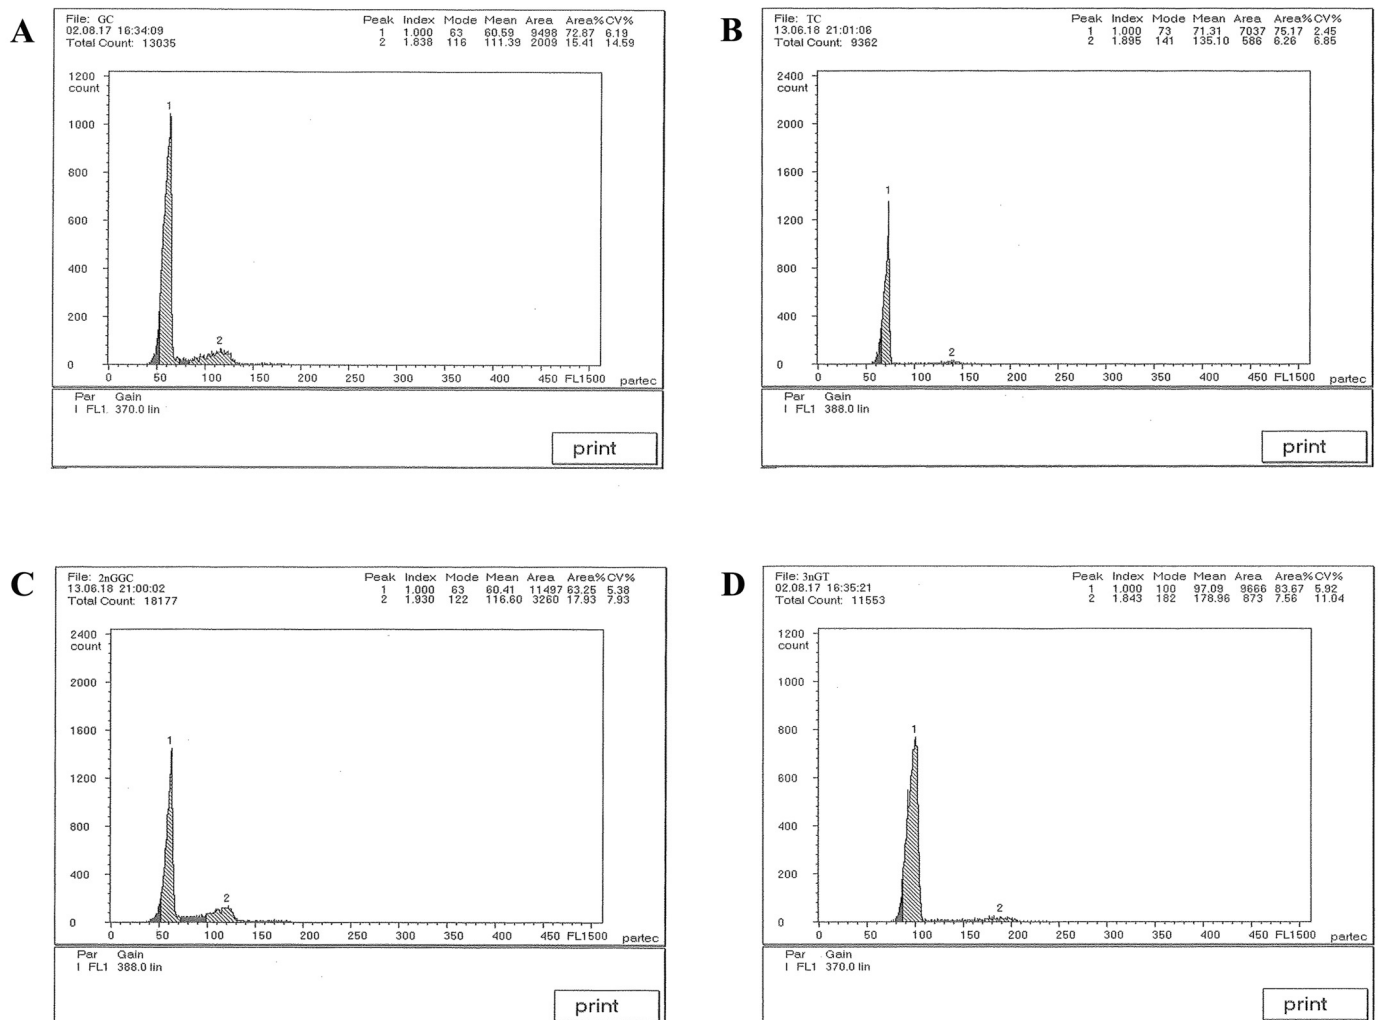 A
File: GC
02.08.17 16:34:09
Total Count: 13035
Peak Index Mode Mean Area Area% CV%
1 1.000 63 60.59 9498 72.87 6.19
2 1.838 116 111.39 2009 15.41 14.59
1200
count
1000
800
600
400
200
0
1
2
0 50 100 150 200 250 300 350 400 450 FL1500
partec
Par Gain
I FL1. 370.0 lin
print
B
File: TC
13.06.18 21:01:06
Total Count: 9362
Peak Index Mode Mean Area Area% CV%
1 1.000 73 71.31 7037 75.17 2.45
2 1.895 141 135.10 586 6.26 6.85
2400
count
2000
1600
1200
800
400
0
1
2
0 50 100 150 200 250 300 350 400 450 FL1500
partec
Par Gain
I FL1 388.0 lin
print
C
File: 2nGGC
13.06.18 21:00:02
Total Count: 18177
Peak Index Mode Mean Area Area% CV%
1 1.000 63 60.41 11497 63.25 5.38
2 1.930 122 116.60 3260 17.93 7.93
2400
count
2000
1600
1200
800
400
0
1
2
0 50 100 150 200 250 300 350 400 450 FL1500
partec
Par Gain
I FL1 388.0 lin
print
D
File: 3nGT
02.08.17 16:35:21
Total Count: 11553
Peak Index Mode Mean Area Area% CV%
1 1.000 100 97.09 9666 83.67 5.92
2 1.843 182 178.96 873 7.56 11.04
1200
count
1000
800
600
400
200
0
1
2
0 50 100 150 200 250 300 350 400 450 FL1500
partec
Par Gain
I FL1 370.0 lin
print